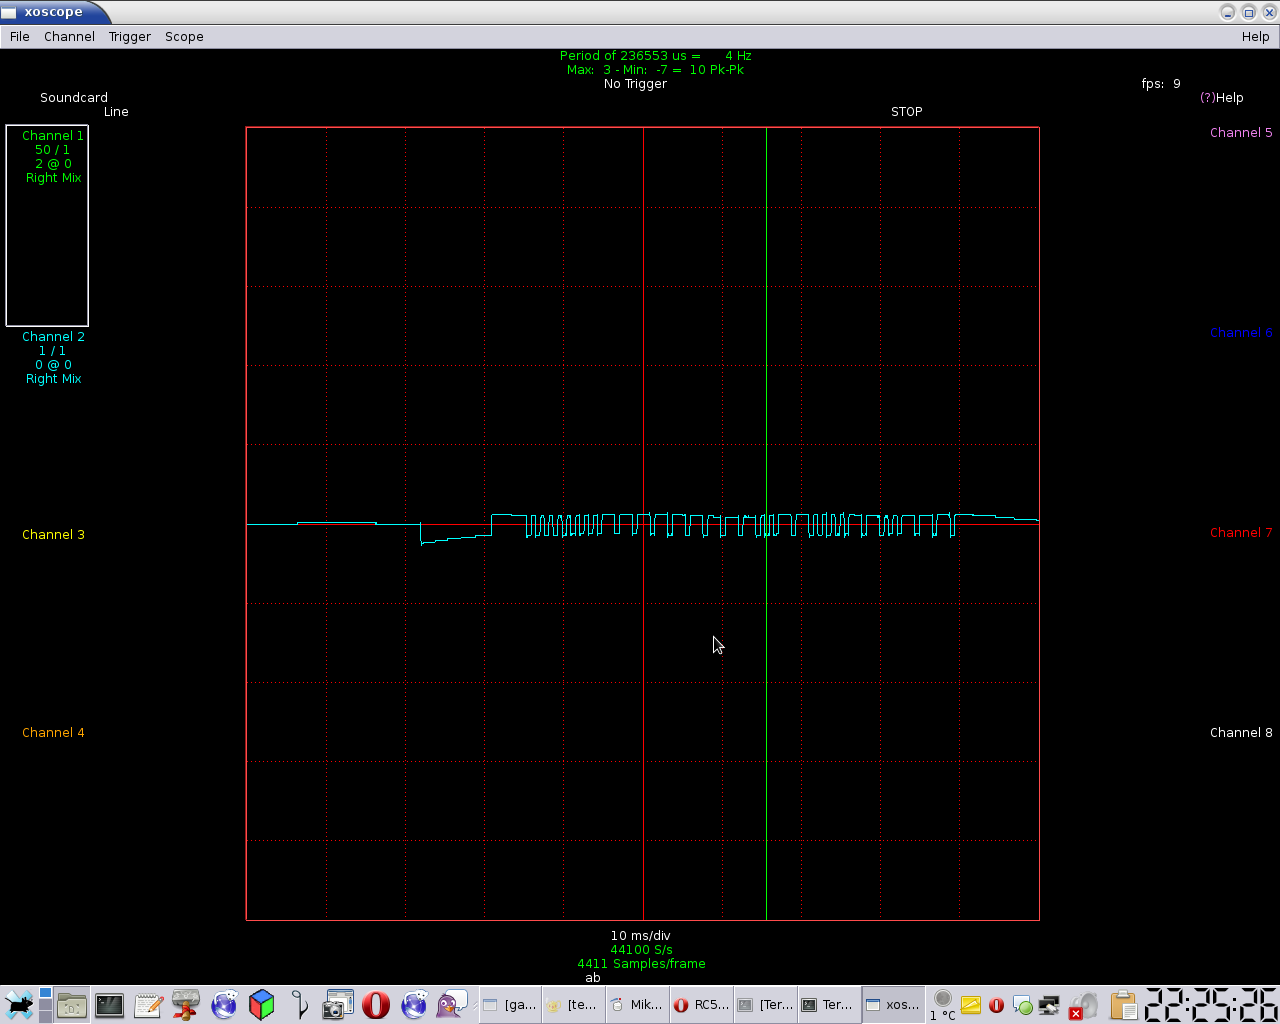 xoscope
File Channel Trigger Scope Help
Period of 236553 us = 4 Hz
Max: 3 - Min: -7 = 10 Pk-Pk
No Trigger
fps: 9
Soundcard
(?)Help
Line
STOP
Channel 1
50 / 1
2 @ 0
Right Mix
Channel 5
Channel 2
1 / 1
0 @ 0
Right Mix
Channel 6
Channel 3
Channel 7
Channel 4
Channel 8
10 ms/div
44100 S/s
4411 Samples/frame
ab
[ga... [te... Mik... RC5... [Ter... Ter... xos...
1 °C
22:25:26